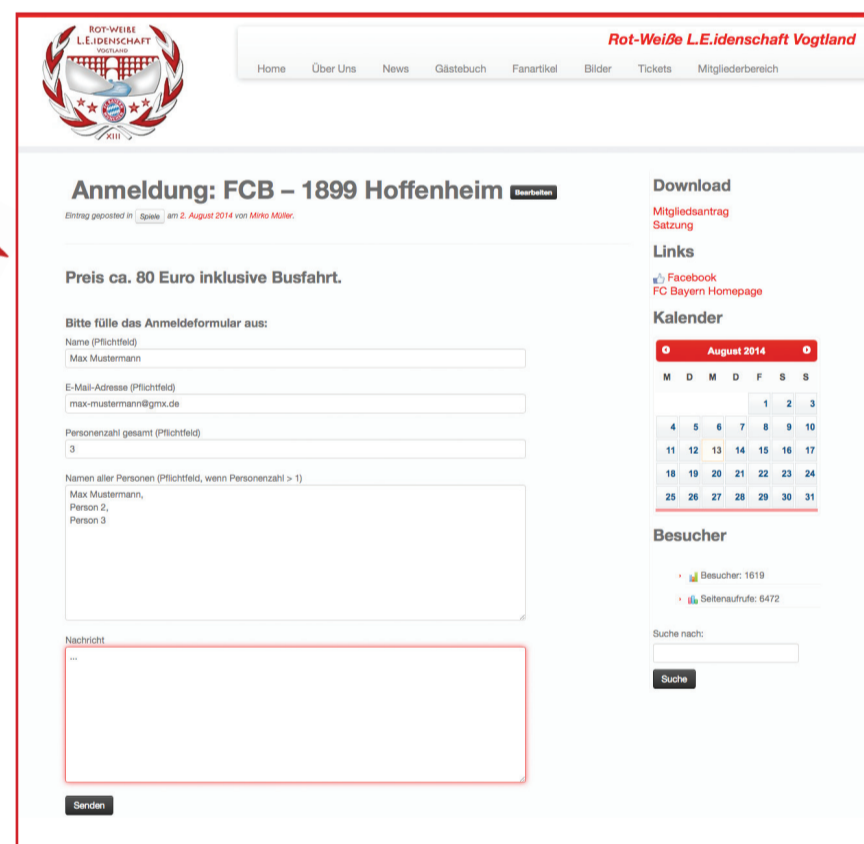 ROT-WEIßE
L.E.IDENSCHAFT
VOGTLAND
XIII
Rot-Weiße L.E.idenschaft Vogtland
Home Über Uns News Gästebuch Fanartikel Bilder Tickets Mitgliederbereich
Anmeldung: FCB – 1899 Hoffenheim Bearbeiten
Eintrag geposted in Spiele am 2. August 2014 von Mirko Müller.
Preis ca. 80 Euro inklusive Busfahrt.
Bitte fülle das Anmeldeformular aus:
Name (Pflichtfeld)
Max Mustermann
E-Mail-Adresse (Pflichtfeld)
max-mustermann@gmx.de
Personenzahl gesamt (Pflichtfeld)
3
Namen aller Personen (Pflichtfeld, wenn Personenzahl > 1)
Max Mustermann,
Person 2,
Person 3
Nachricht
...
Senden
Download
Mitgliedsantrag
Satzung
Links
Facebook
FC Bayern Homepage
Kalender
August 2014
M D M D F S S
1 2 3
4 5 6 7 8 9 10
11 12 13 14 15 16 17
18 19 20 21 22 23 24
25 26 27 28 29 30 31
Besucher
Besucher: 1619
Seitenaufrufe: 6472
Suche nach:
Suche